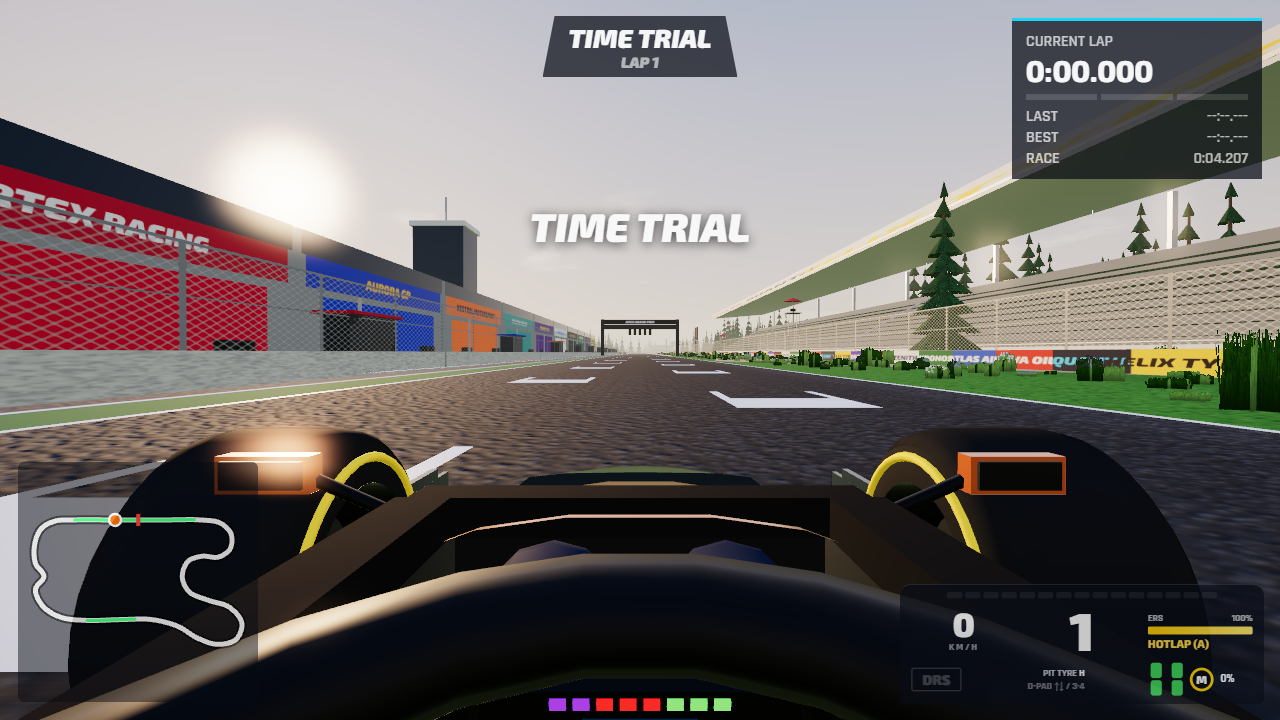 TIME TRIAL
LAP 1
CURRENT LAP
0:00.000
LAST --:--.---
BEST --:--.---
RACE 0:04.207
TIME TRIAL
RTEX RACING
AURORA GP
0
KM/H
1
ERS 100%
HOTLAP (A)
DRS
PIT TYRE H
D-PAD ↑↓ / 3·4
M 0%